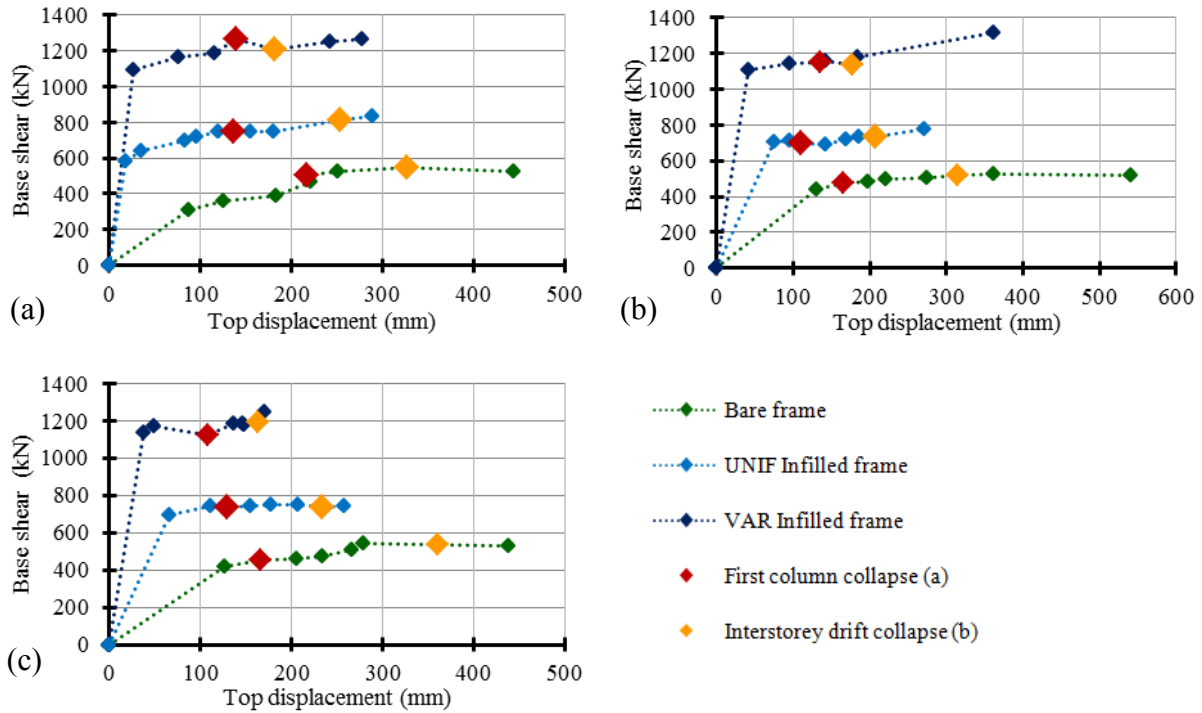 Base shear (kN)
1400
1200
1000
800
600
400
200
0
0 100 200 300 400 500
Top displacement (mm)
(a)
Base shear (kN)
1400
1200
1000
800
600
400
200
0
0 100 200 300 400 500 600
Top displacement (mm)
(b)
Base shear (kN)
1400
1200
1000
800
600
400
200
0
0 100 200 300 400 500
Top displacement (mm)
(c)
Bare frame
UNIF Infilled frame
VAR Infilled frame
First column collapse (a)
Interstorey drift collapse (b)